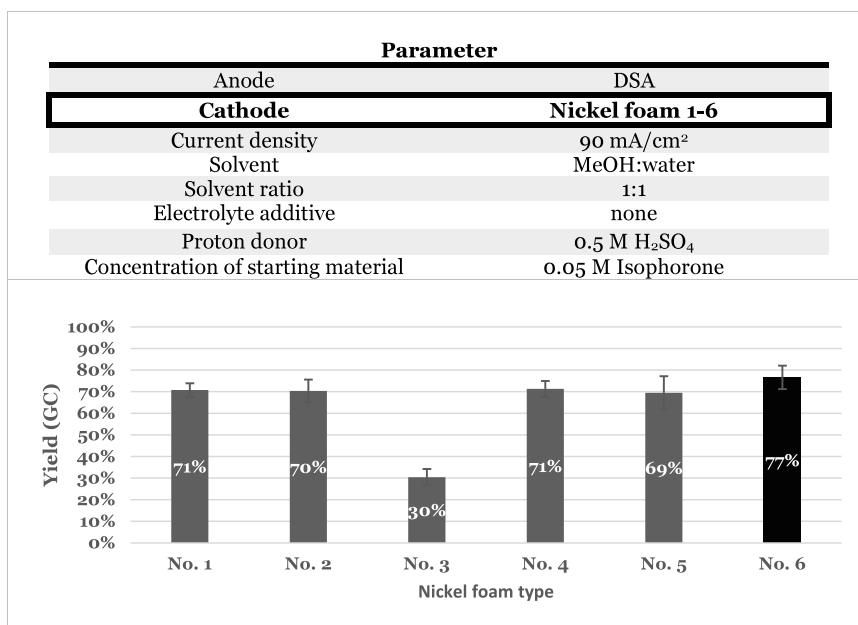 Parameter
Anode DSA
Cathode Nickel foam 1-6
Current density 90 mA/cm²
Solvent MeOH:water
Solvent ratio 1:1
Electrolyte additive none
Proton donor 0.5 M H₂SO₄
Concentration of starting material 0.05 M Isophorone
Yield (GC)
100%
90%
80%
70%
60%
50%
40%
30%
20%
10%
0%
71% 70% 30% 71% 69% 77%
No. 1 No. 2 No. 3 No. 4 No. 5 No. 6
Nickel foam type